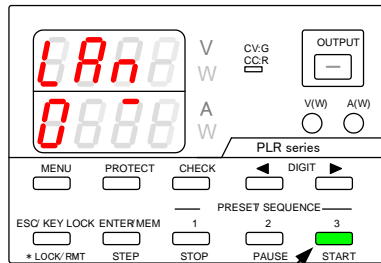 LAn
V
W
CV:G
CC:R
OUTPUT
0 ¯
A
W
V(W) A(W)
PLR series
MENU PROTECT CHECK ◀ DIGIT ▶
PRESET/ SEQUENCE
ESC/ KEY LOCK ENTER/MEM 1 2 3
* LOCK/ RMT STEP STOP PAUSE START